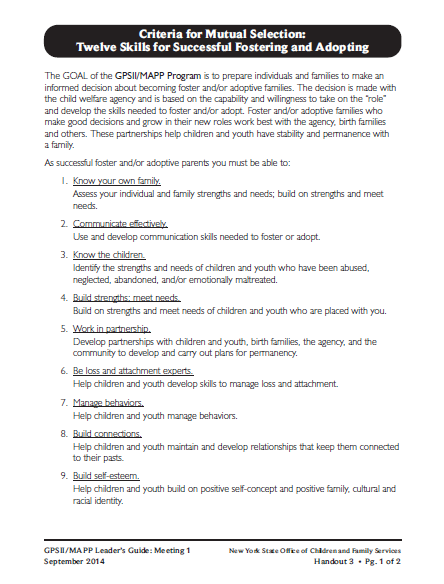 Criteria for Mutual Selection:
Twelve Skills for Successful Fostering and Adopting
The GOAL of the GPSII/MAPP Program is to prepare individuals and families to make an
informed decision about becoming foster and/or adoptive families. The decision is made with
the child welfare agency and is based on the capability and willingness to take on the "role"
and develop the skills needed to foster and/or adopt. Foster and/or adoptive families who
make good decisions and grow in their new roles work best with the agency, birth families
and others. These partnerships help children and youth have stability and permanence with
a family.
As successful foster and/or adoptive parents you must be able to:
1. Know your own family.
Assess your individual and family strengths and needs; build on strengths and meet
needs.
2. Communicate effectively.
Use and develop communication skills needed to foster or adopt.
3. Know the children.
Identify the strengths and needs of children and youth who have been abused,
neglected, abandoned, and/or emotionally maltreated.
4. Build strengths; meet needs.
Build on strengths and meet needs of children and youth who are placed with you.
5. Work in partnership.
Develop partnerships with children and youth, birth families, the agency, and the
community to develop and carry out plans for permanency.
6. Be loss and attachment experts.
Help children and youth develop skills to manage loss and attachment.
7. Manage behaviors.
Help children and youth manage behaviors.
8. Build connections.
Help children and youth maintain and develop relationships that keep them connected
to their pasts.
9. Build self-esteem.
Help children and youth build on positive self-concept and positive family, cultural and
racial identity.
GPSII/MAPP Leader's Guide: Meeting 1 New York State Office of Children and Family Services
September 2014 Handout 3 • Pg. 1 of 2